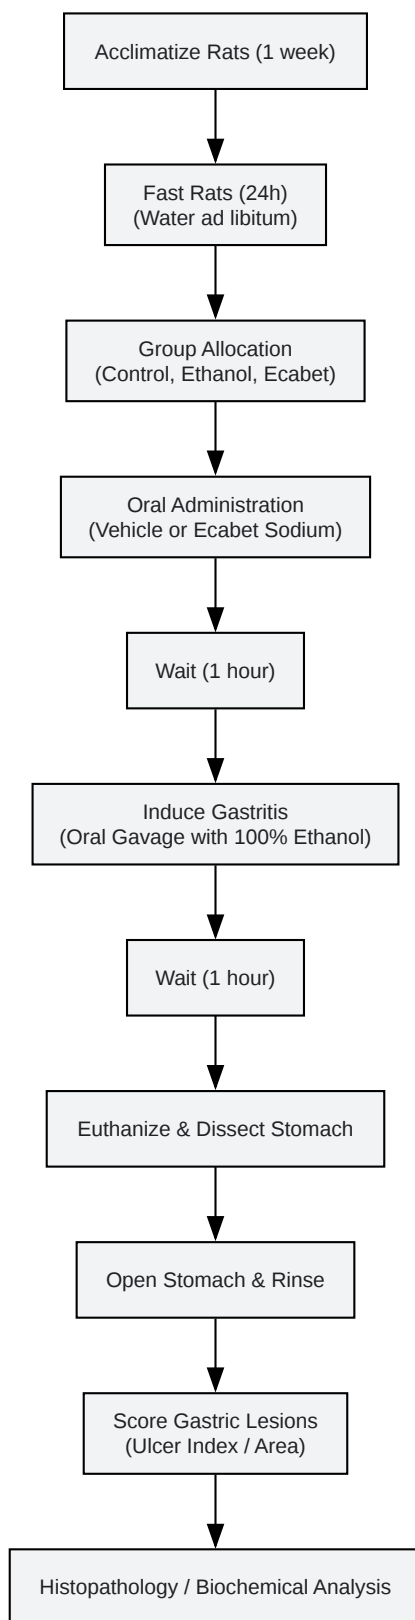 Acclimatize Rats (1 week)
Fast Rats (24h)
(Water ad libitum)
Group Allocation
(Control, Ethanol, Ecabet)
Oral Administration
(Vehicle or Ecabet Sodium)
Wait (1 hour)
Induce Gastritis
(Oral Gavage with 100% Ethanol)
Wait (1 hour)
Euthanize & Dissect Stomach
Open Stomach & Rinse
Score Gastric Lesions
(Ulcer Index / Area)
Histopathology / Biochemical Analysis